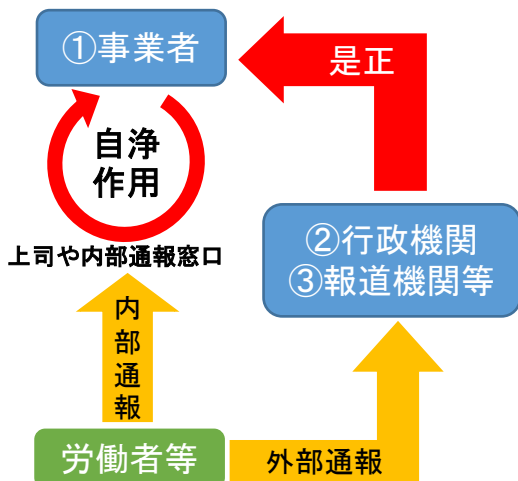 ①事業者
是正
自浄
作用
上司や内部通報窓口
②行政機関
③報道機関等
内
部
通
報
労働者等
外部通報